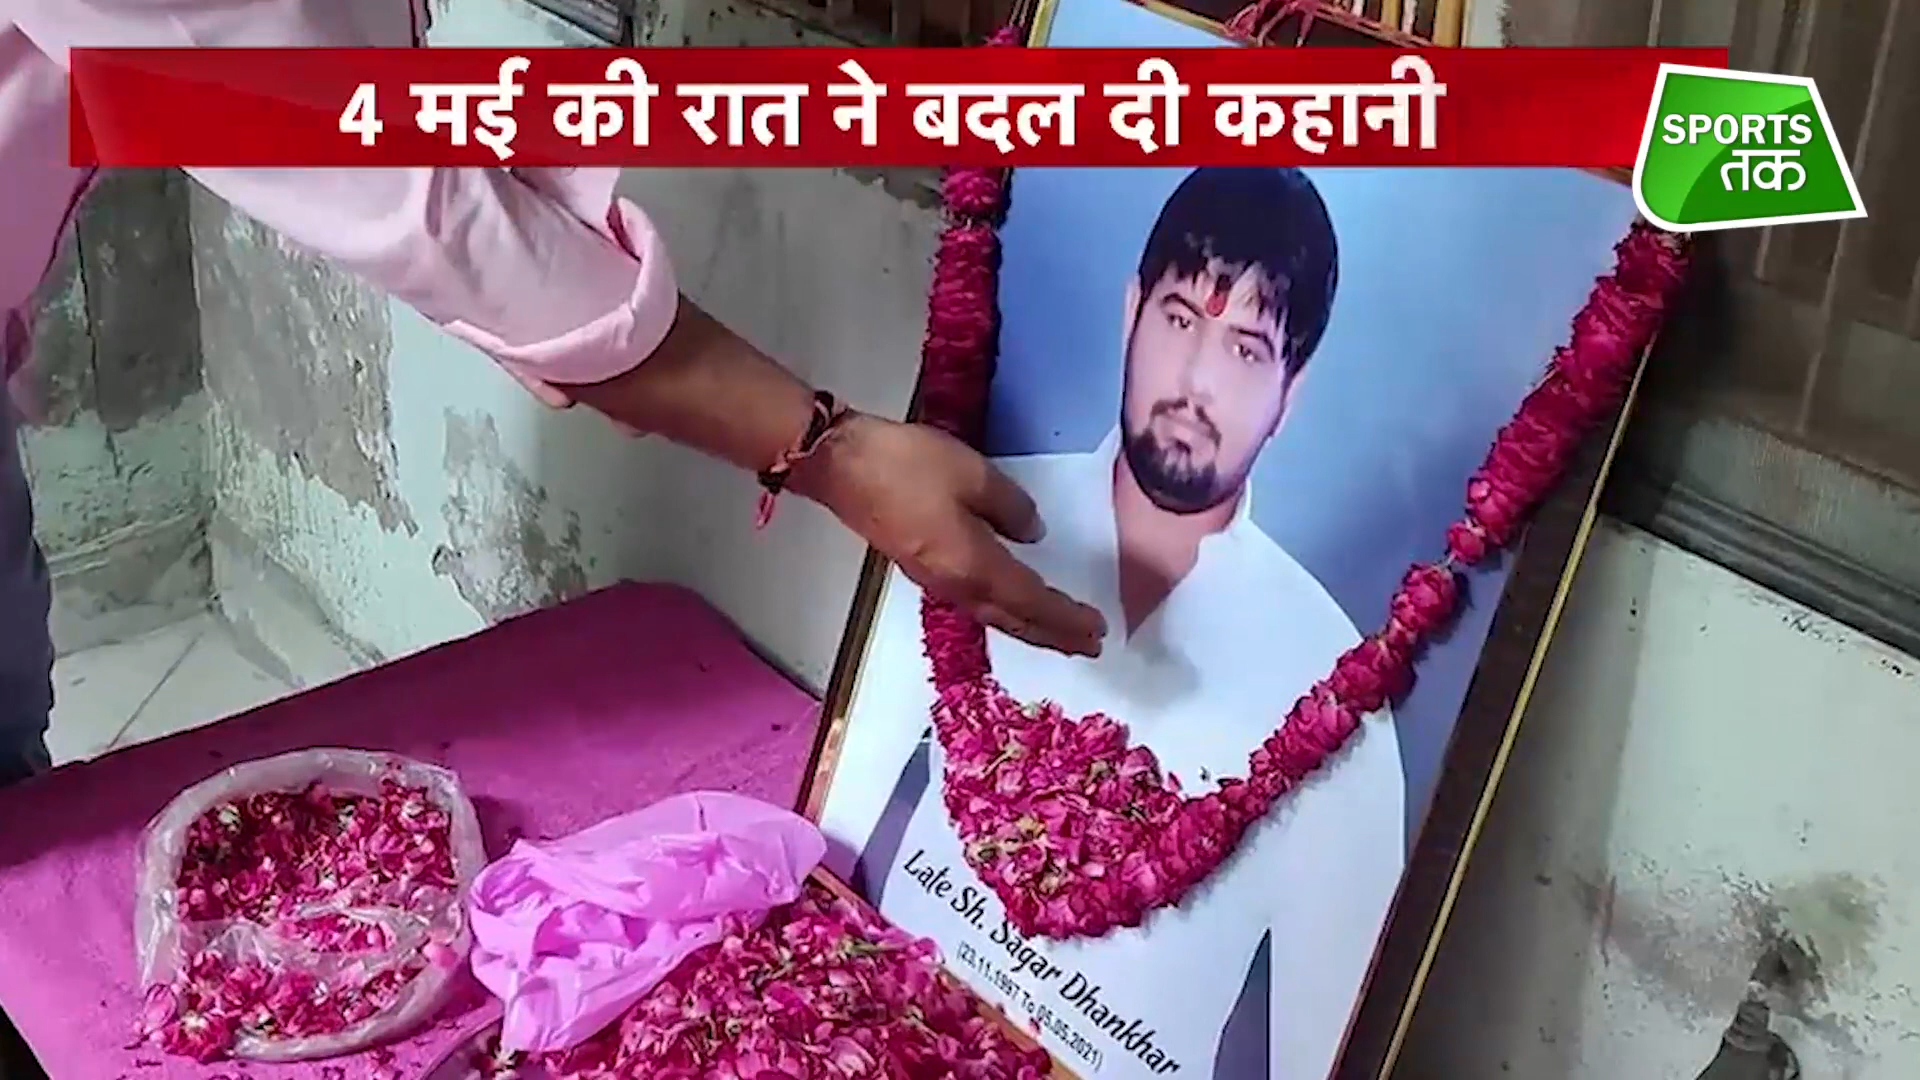 4 मई की रात ने बदल दी कहानी
SPORTS
तक
Late Sh. Sagar Dhankhar
(23.11.1997 To 05.05.2021)